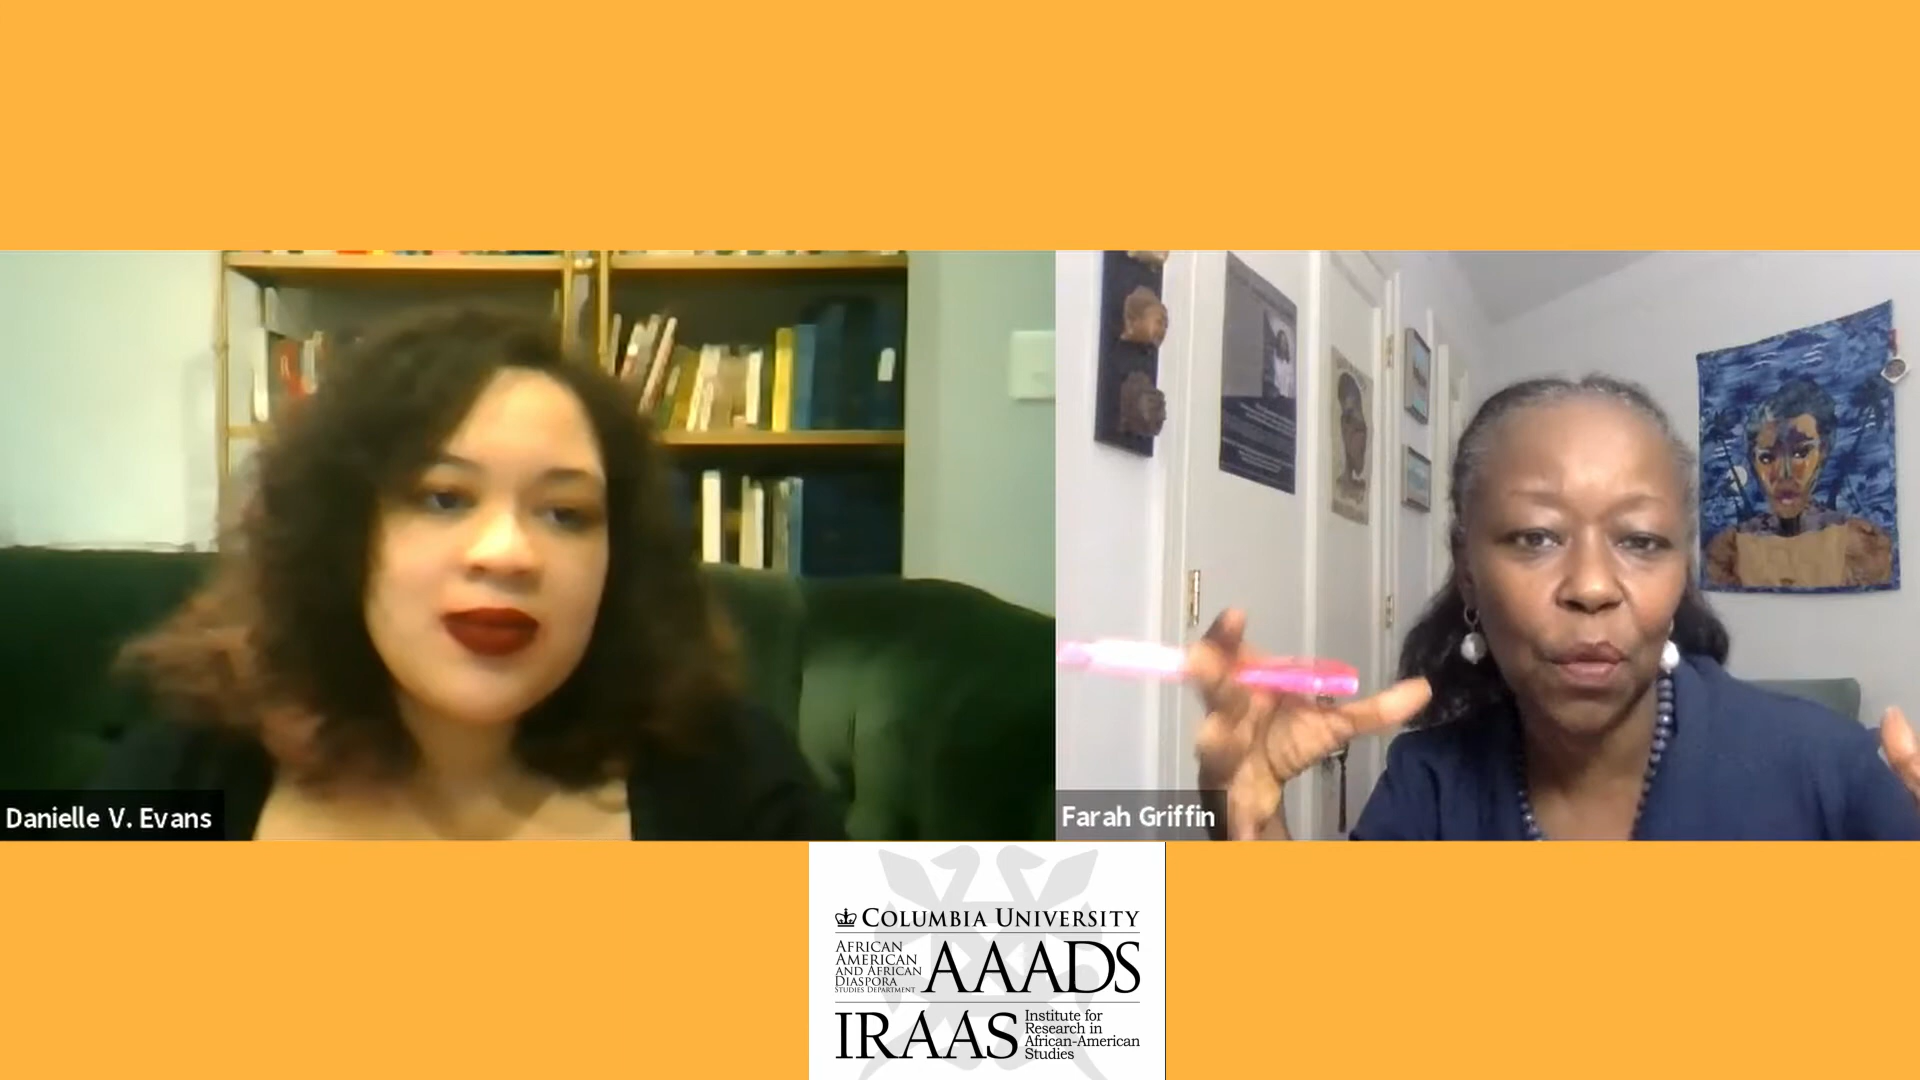 Danielle V. Evans
Farah Griffin
COLUMBIA UNIVERSITY
AFRICAN
AMERICAN
AND AFRICAN
DIASPORA
STUDIES DEPARTMENT
AAADS
IRAAS
Institute for
Research in
African-American
Studies